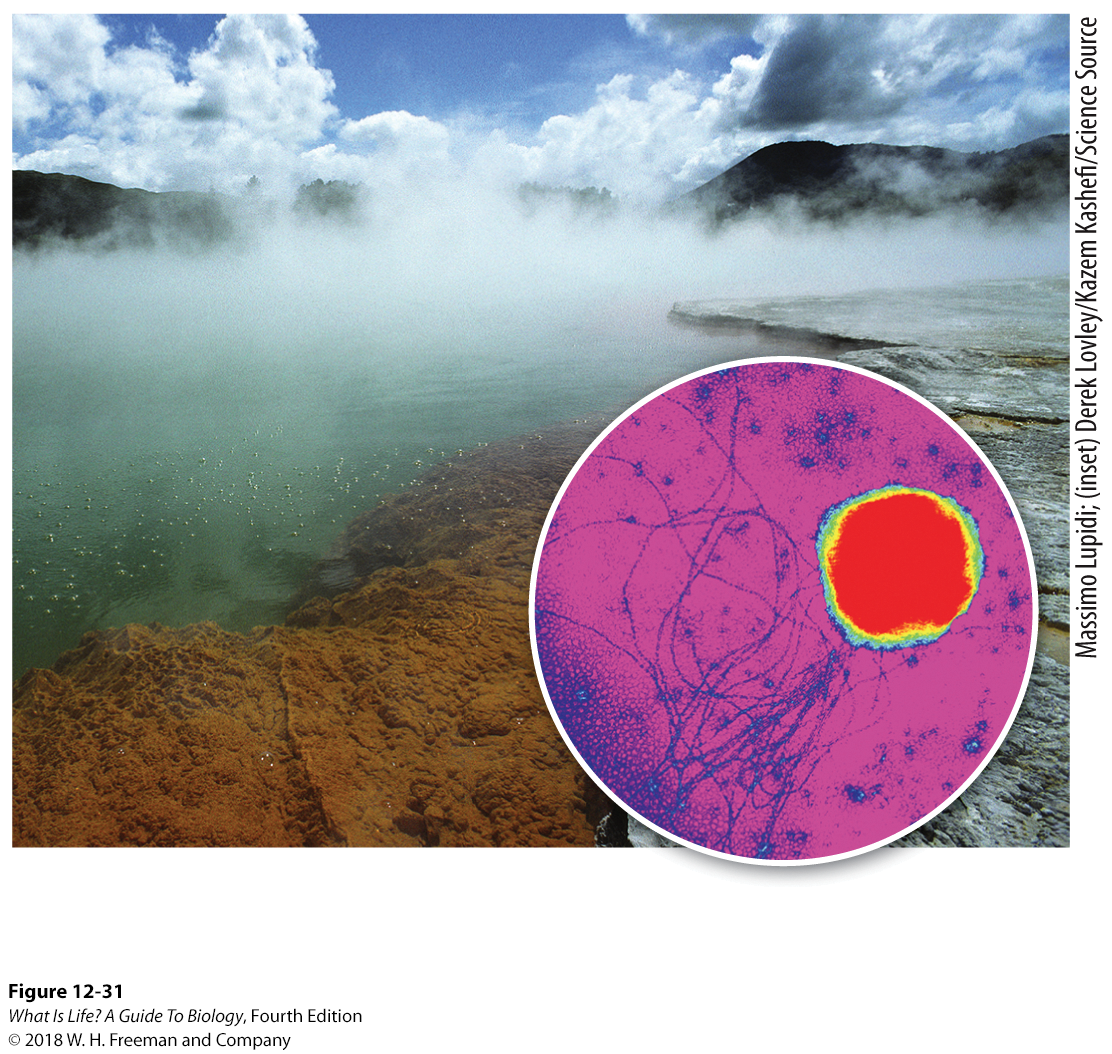 Massimo Lupidi; (inset) Derek Lovley/Kazem Kashefi/Science Source
Figure 12-31
What Is Life? A Guide To Biology, Fourth Edition
© 2018 W. H. Freeman and Company